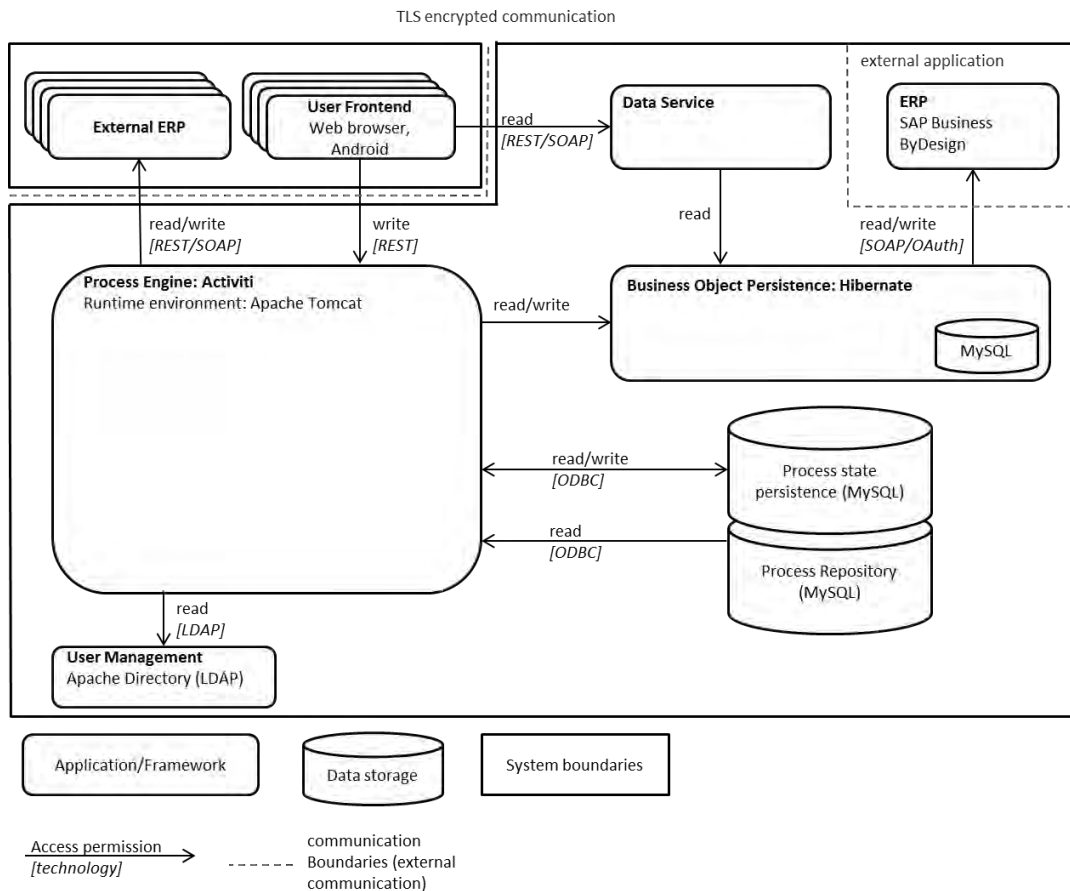 TLS encrypted communication
external application
External ERP
User Frontend
Web browser,
Android
read
[REST/SOAP]
Data Service
ERP
SAP Business
ByDesign
read/write
[REST/SOAP]
write
[REST]
read
read/write
[SOAP/OAuth]
Process Engine: Activiti
Runtime environment: Apache Tomcat
read/write
Business Object Persistence: Hibernate
MySQL
read/write
[ODBC]
Process state
persistence (MySQL)
read
[ODBC]
Process Repository
(MySQL)
read
[LDAP]
User Management
Apache Directory (LDAP)
Application/Framework
Data storage
System boundaries
Access permission
[technology]
communication
Boundaries (external
communication)